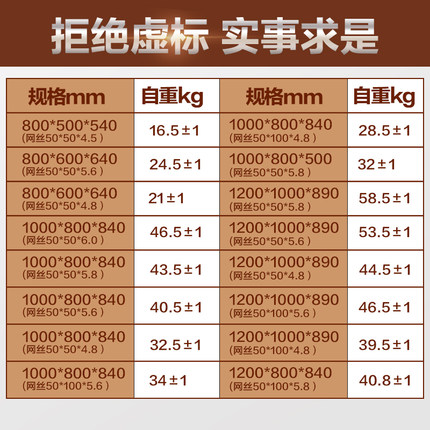 拒绝虚标 实事求是
规格mm 自重kg 规格mm 自重kg
800*500*540 16.5±1 1000*800*840 28.5±1
(网丝50*50*4.5) (网丝50*100*4.8)
800*600*640 24.5±1 1000*800*500 32±1
(网丝50*50*5.6) (网丝50*50*5.8)
800*600*640 21±1 1200*1000*890 58.5±1
(网丝50*50*4.8) (网丝50*50*5.8)
1000*800*840 46.5±1 1200*1000*890 53.5±1
(网丝50*50*6.0) (网丝50*50*5.6)
1000*800*840 43.5±1 1200*1000*890 44.5±1
(网丝50*50*5.8) (网丝50*50*4.8)
1000*800*840 40.5±1 1200*1000*890 46.5±1
(网丝50*50*5.6) (网丝50*100*5.6)
1000*800*840 32.5±1 1200*1000*890 39.5±1
(网丝50*50*4.8) (网丝50*100*4.8)
1000*800*840 34±1 1200*800*840 40.8±1
(网丝50*100*5.6) (网丝50*100*5.8)